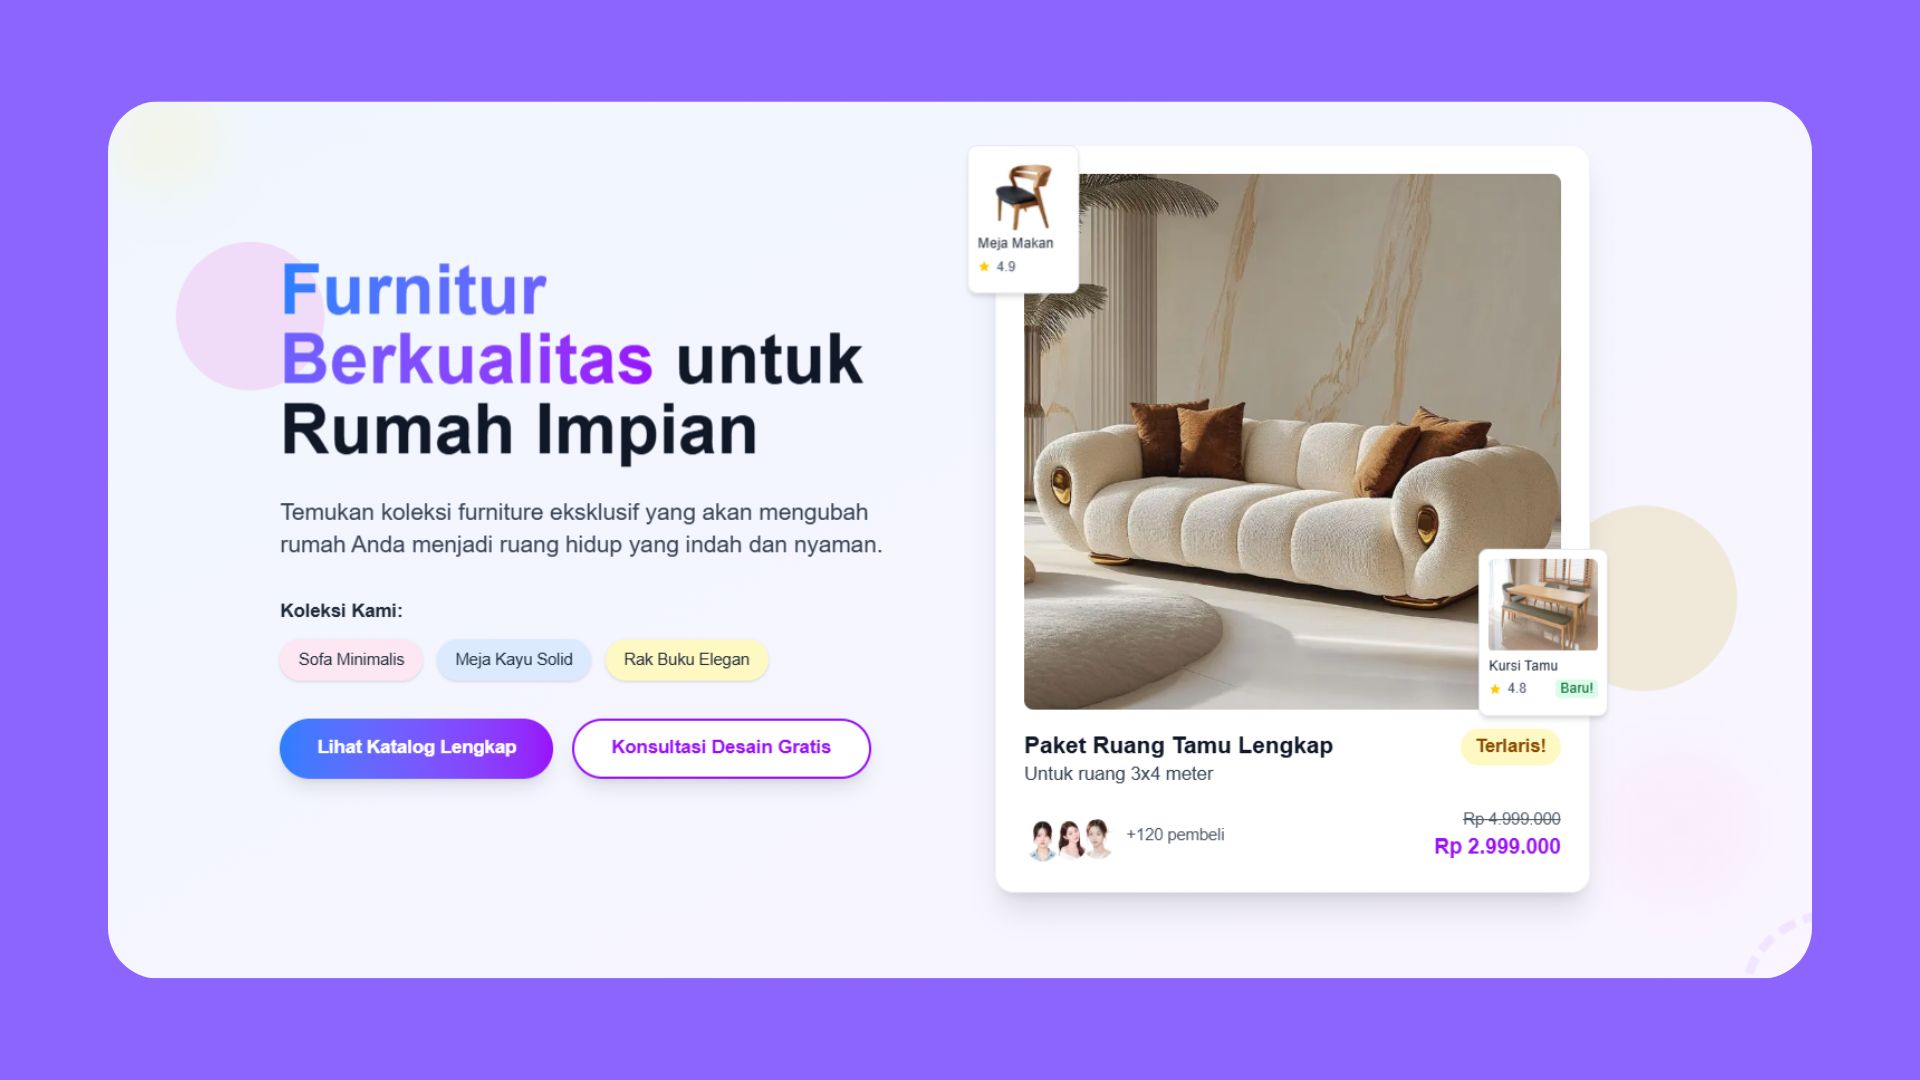 Furnitur
Berkualitas untuk
Rumah Impian
Temukan koleksi furniture eksklusif yang akan mengubah
rumah Anda menjadi ruang hidup yang indah dan nyaman.
Koleksi Kami:
Sofa Minimalis
Meja Kayu Solid
Rak Buku Elegan
Lihat Katalog Lengkap
Konsultasi Desain Gratis
Meja Makan
4.9
Kursi Tamu
4.8
Baru!
Paket Ruang Tamu Lengkap
Terlaris!
Untuk ruang 3x4 meter
+120 pembeli
Rp 4.999.000
Rp 2.999.000